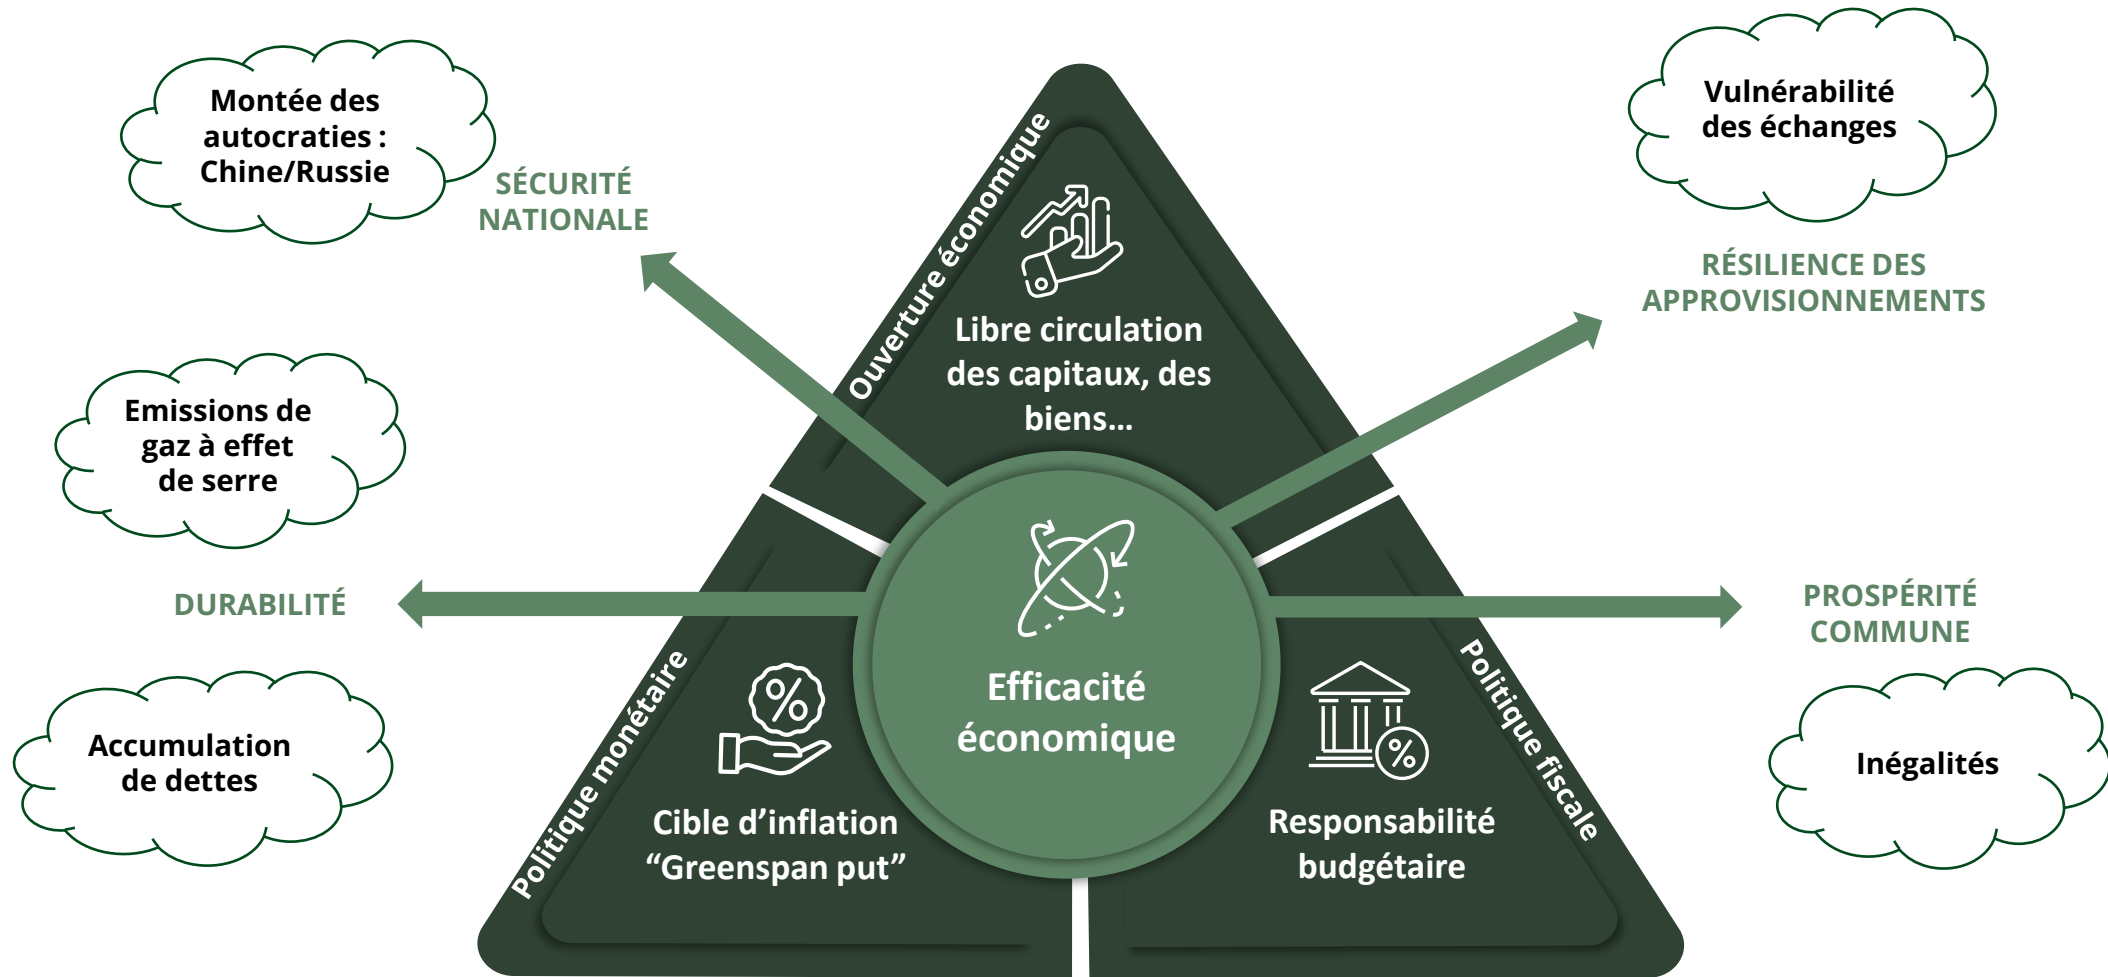 Montée des
autocraties :
Chine/Russie
SÉCURITÉ
NATIONALE
Emissions de
gaz à effet
de serre
DURABILITÉ
Accumulation
de dettes
Ouverture économique
Libre circulation
des capitaux, des
biens…
Efficacité
économique
Politique monétaire
%
Cible d’inflation
“Greenspan put”
Politique fiscale
%
Responsabilité
budgétaire
Vulnérabilité
des échanges
RÉSILIENCE DES
APPROVISIONNEMENTS
PROSPÉRITÉ
COMMUNE
Inégalités